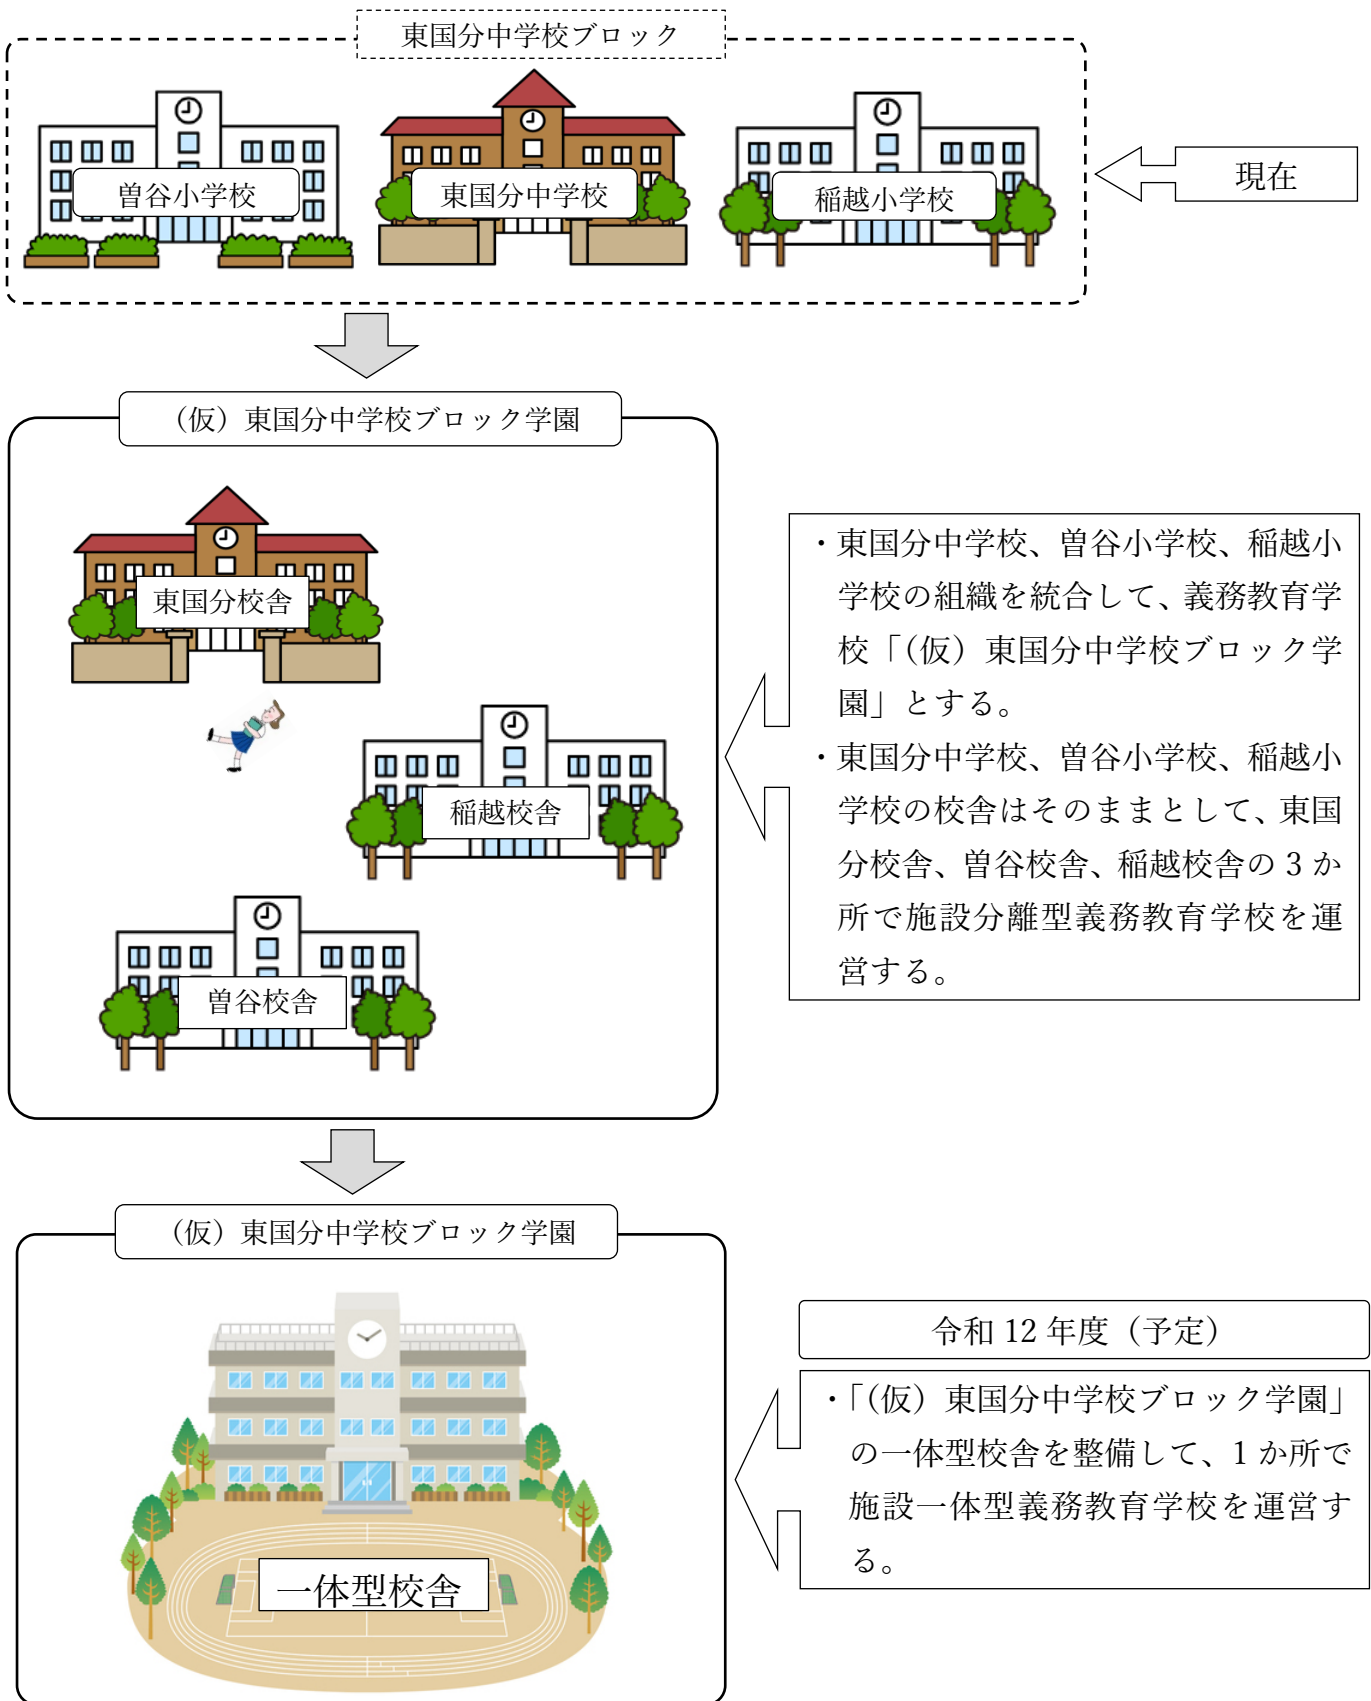 東国分中学校ブロック
曽谷小学校
東国分中学校
稲越小学校
現在
（仮）東国分中学校ブロック学園
東国分校舎
稲越校舎
曽谷校舎
・東国分中学校、曽谷小学校、稲越小
学校の組織を統合して、義務教育学
校「（仮）東国分中学校ブロック学
園」とする。
・東国分中学校、曽谷小学校、稲越小
学校の校舎はそのままとして、東国
分校舎、曽谷校舎、稲越校舎の 3 か
所で施設分離型義務教育学校を運
営する。
（仮）東国分中学校ブロック学園
一体型校舎
令和 12 年度（予定）
・「（仮）東国分中学校ブロック学園」
の一体型校舎を整備して、1 か所で
施設一体型義務教育学校を運営す
る。